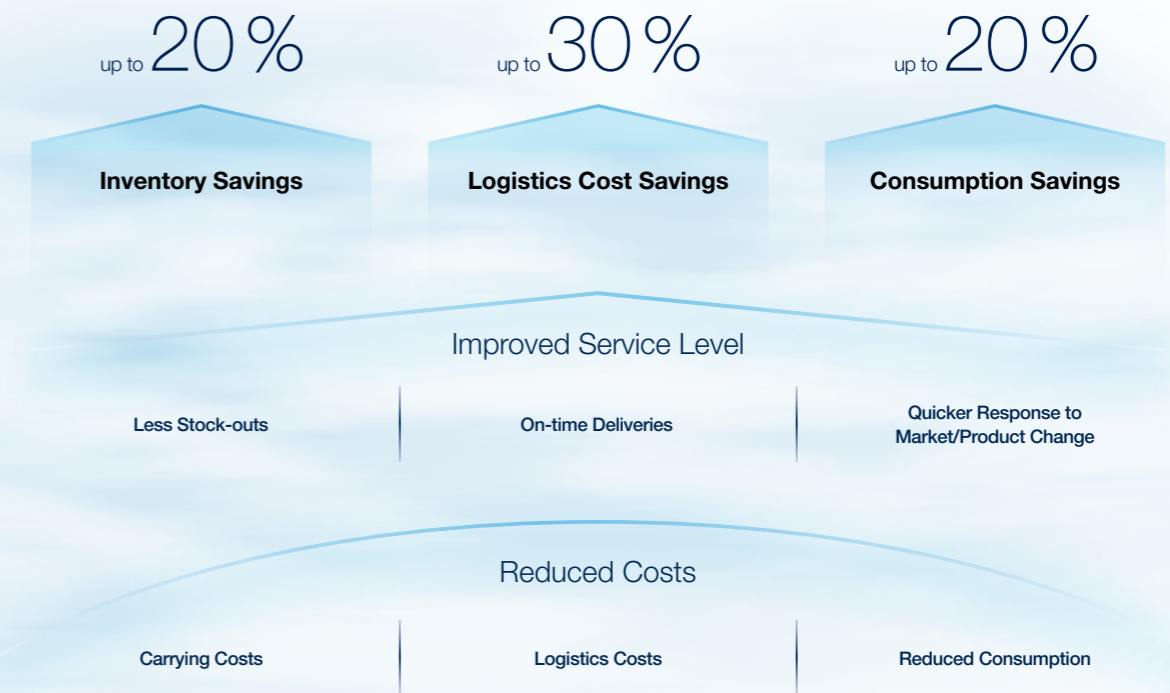 up to 20 %
up to 30 %
up to 20 %
Inventory Savings
Logistics Cost Savings
Consumption Savings
Improved Service Level
Less Stock-outs
On-time Deliveries
Quicker Response to
Market/Product Change
Reduced Costs
Carrying Costs
Logistics Costs
Reduced Consumption